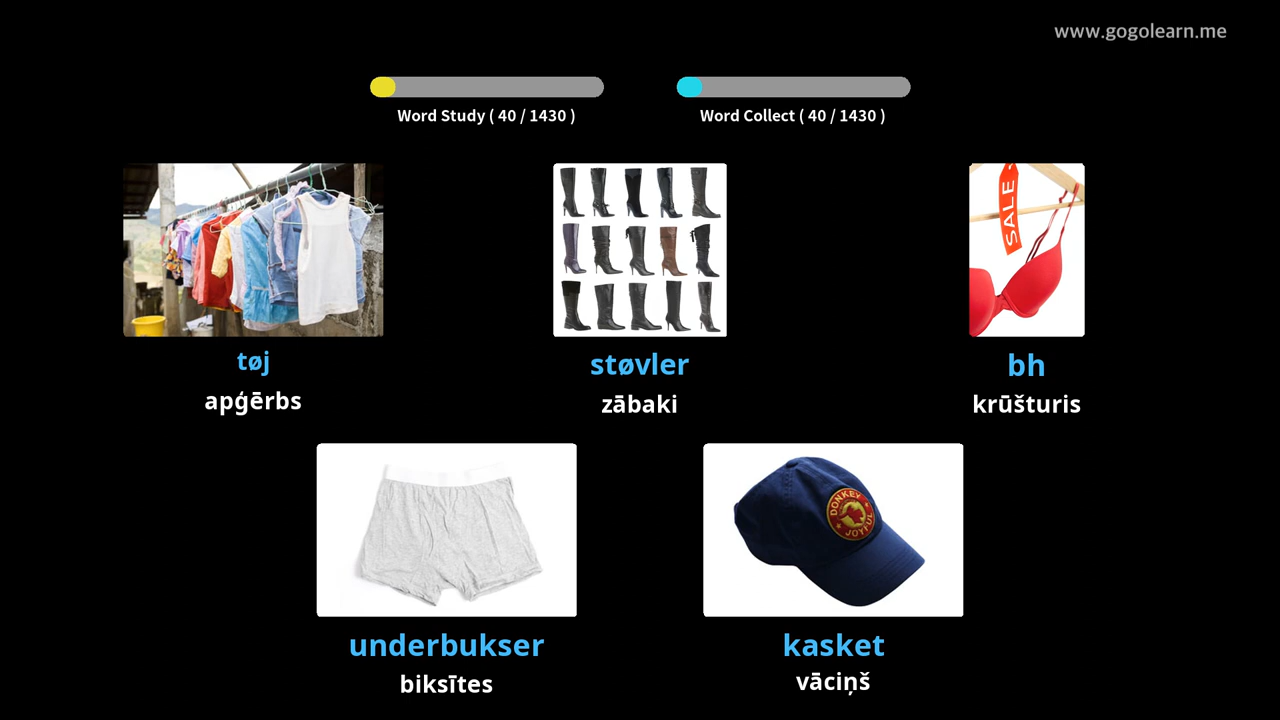 www.gogolearn.me
Word Study ( 40 / 1430 )
Word Collect ( 40 / 1430 )
SALE
tøj
støvler
bh
apģērbs
zābaki
krūšturis
DONKEY
JOYFUL
underbukser
kasket
biksītes
vāciņš